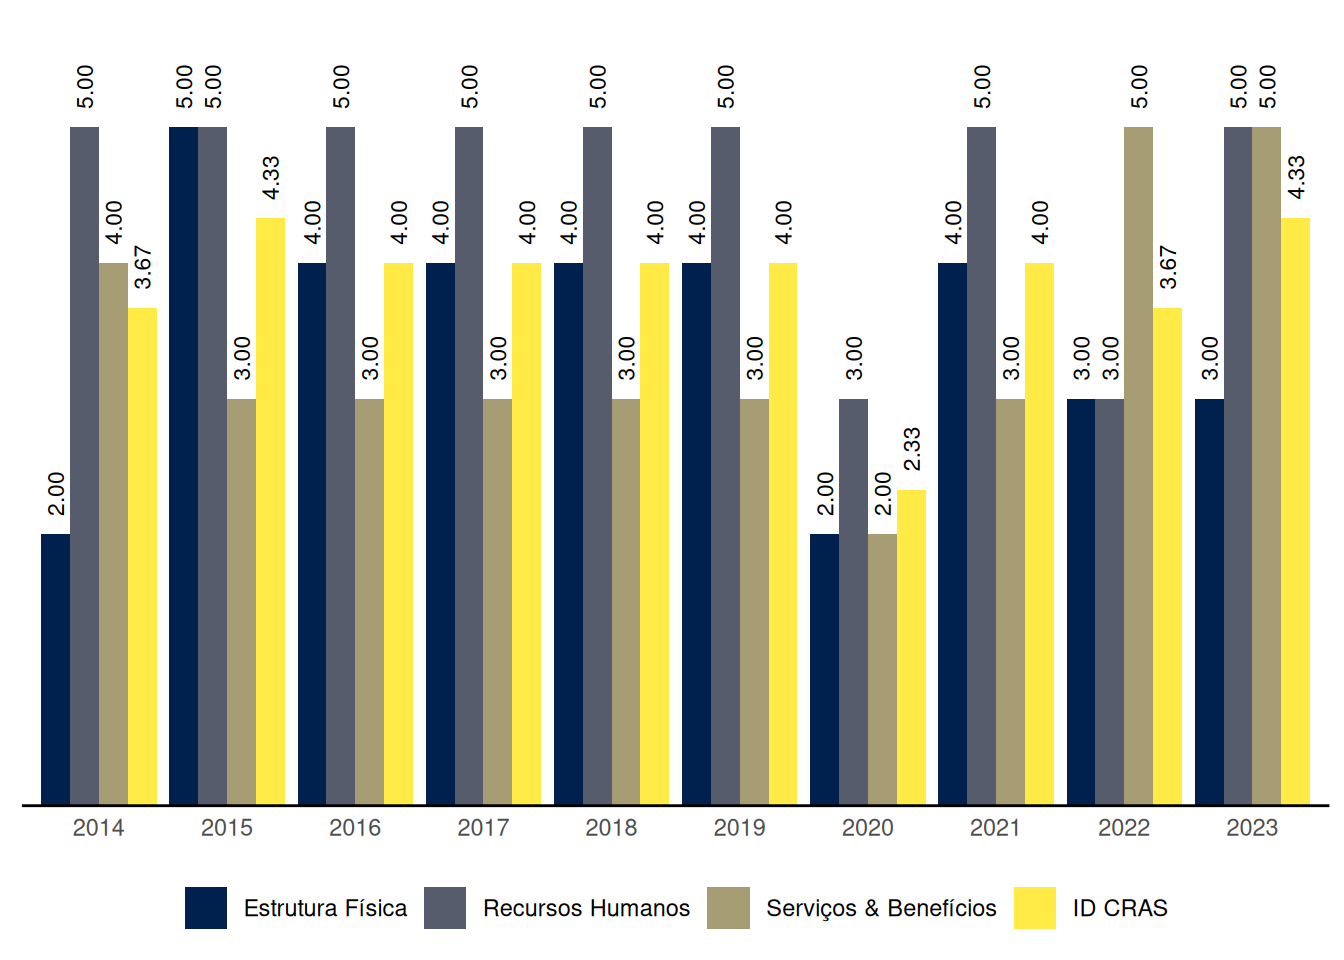 5.00 5.00 5.00 5.00 5.00 5.00 5.00 5.00 5.00 5.00 5.00
4.33 4.33
4.00 4.00 4.00 4.00 4.00 4.00 4.00 4.00 4.00 4.00 4.00
3.67 3.67
3.00 3.00 3.00 3.00 3.00 3.00 3.00 3.00 3.00 3.00
2.33
2.00 2.00 2.00
2014 2015 2016 2017 2018 2019 2020 2021 2022 2023
Estrutura Física Recursos Humanos Serviços & Benefícios ID CRAS